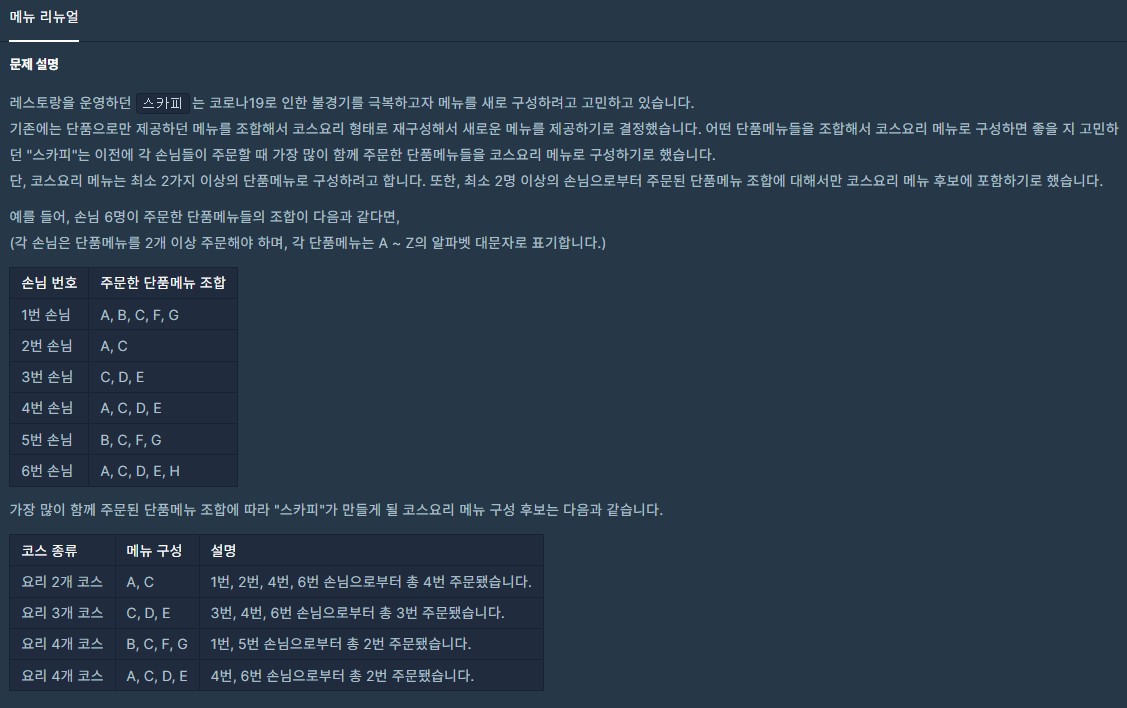 메뉴 리뉴얼
문제 설명
레스토랑을 운영하던 스카피 는 코로나19로 인한 불경기를 극복하고자 메뉴를 새로 구성하려고 고민하고 있습니다.
기존에는 단품으로만 제공하던 메뉴를 조합해서 코스요리 형태로 재구성해서 새로운 메뉴를 제공하기로 결정했습니다. 어떤 단품메뉴들을 조합해서 코스요리 메뉴로 구성하면 좋을 지 고민하
던 "스카피"는 이전에 각 손님들이 주문할 때 가장 많이 함께 주문한 단품메뉴들을 코스요리 메뉴로 구성하기로 했습니다.
단, 코스요리 메뉴는 최소 2가지 이상의 단품메뉴로 구성하려고 합니다. 또한, 최소 2명 이상의 손님으로부터 주문된 단품메뉴 조합에 대해서만 코스요리 메뉴 후보에 포함하기로 했습니다.
예를 들어, 손님 6명이 주문한 단품메뉴들의 조합이 다음과 같다면,
(각 손님은 단품메뉴를 2개 이상 주문해야 하며, 각 단품메뉴는 A ~ Z의 알파벳 대문자로 표기합니다.)
손님 번호 주문한 단품메뉴 조합
1번 손님 A, B, C, F, G
2번 손님 A, C
3번 손님 C, D, E
4번 손님 A, C, D, E
5번 손님 B, C, F, G
6번 손님 A, C, D, E, H
가장 많이 함께 주문된 단품메뉴 조합에 따라 "스카피"가 만들게 될 코스요리 메뉴 구성 후보는 다음과 같습니다.
코스 종류 메뉴 구성 설명
요리 2개 코스 A, C 1번, 2번, 4번, 6번 손님으로부터 총 4번 주문됐습니다.
요리 3개 코스 C, D, E 3번, 4번, 6번 손님으로부터 총 3번 주문됐습니다.
요리 4개 코스 B, C, F, G 1번, 5번 손님으로부터 총 2번 주문됐습니다.
요리 4개 코스 A, C, D, E 4번, 6번 손님으로부터 총 2번 주문됐습니다.